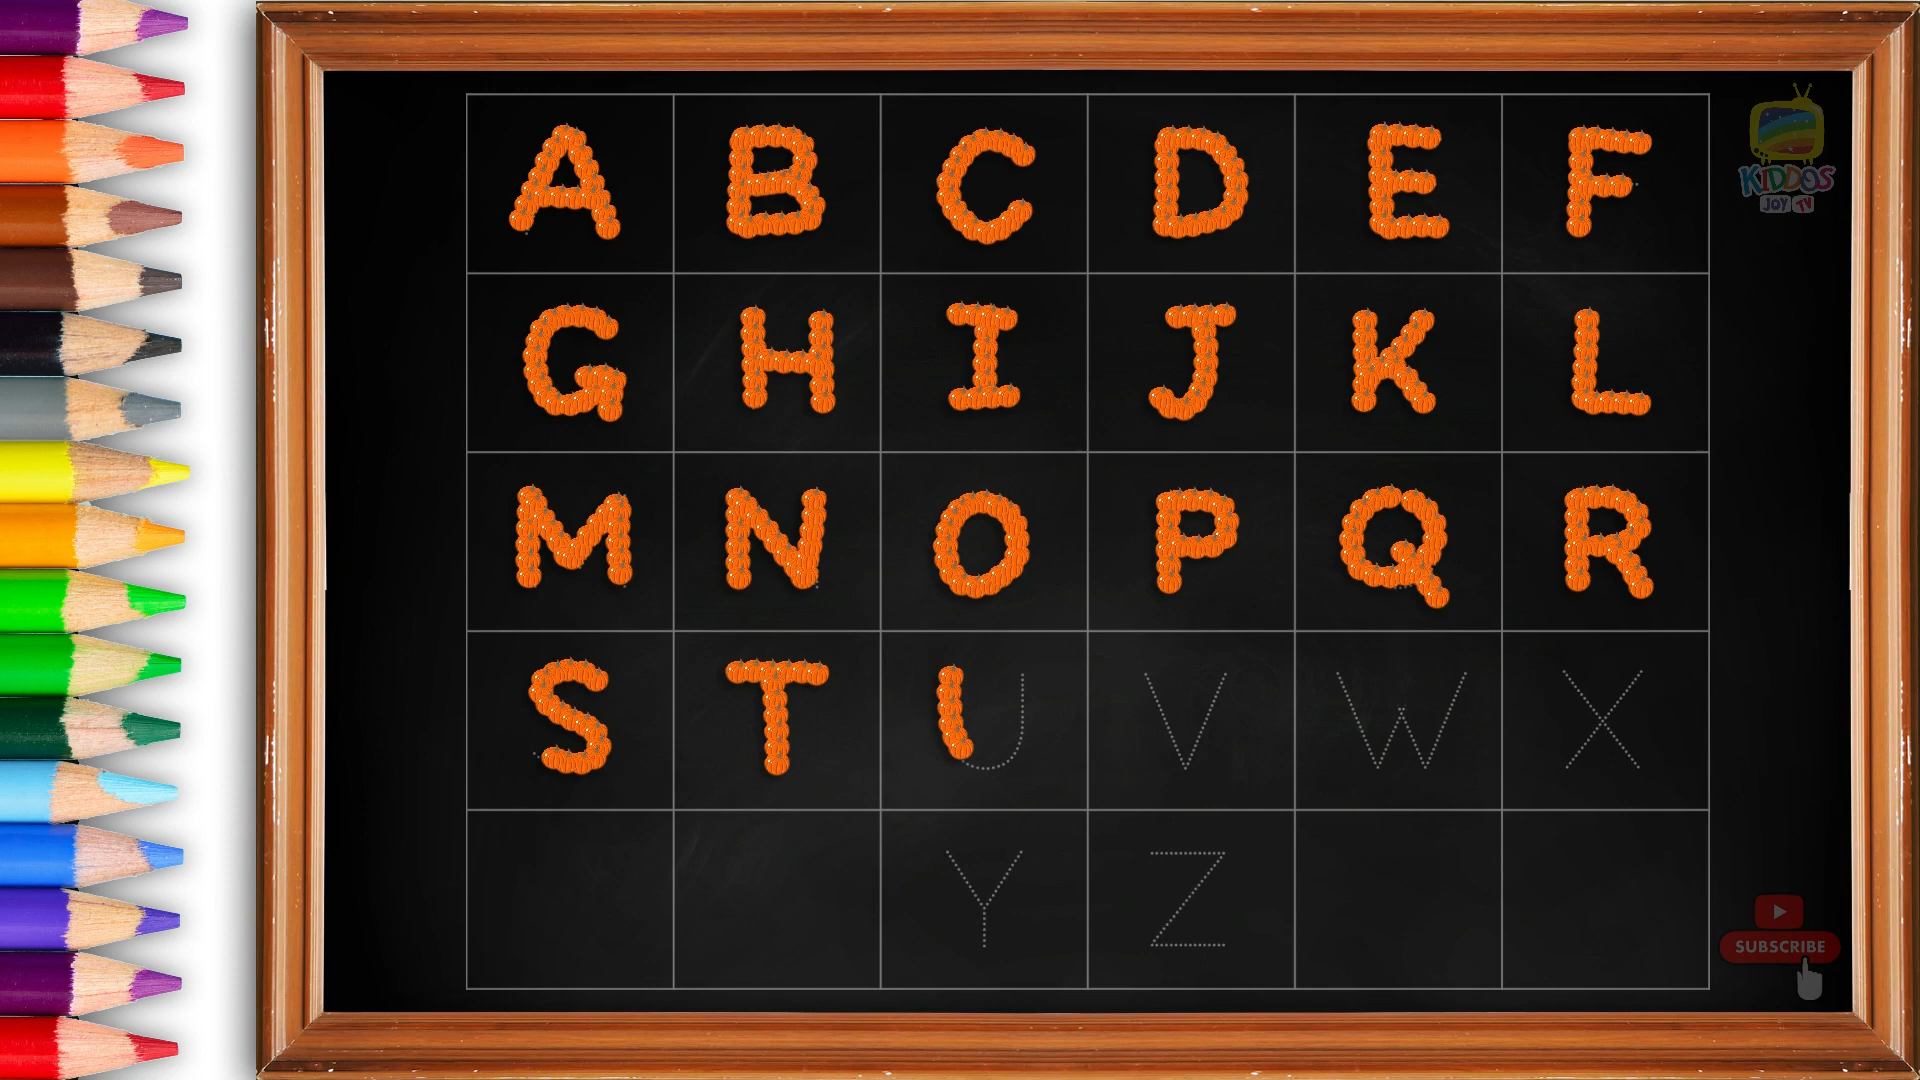 A B C D E F
G H I J K L
M N O P Q R
S T U V W X
Y Z
KIDDOS
JOY TV
SUBSCRIBE